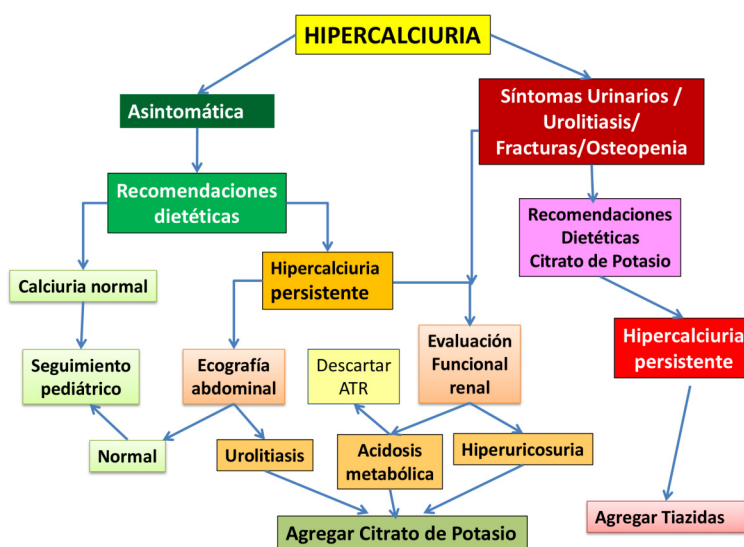 HIPERCALCIURIA
Asintomática
Síntomas Urinarios /
Urolitiasis/
Fracturas/Osteopenia
Recomendaciones
dietéticas
Recomendaciones
Dietéticas
Citrato de Potasio
Calciuria normal
Hipercalciuria
persistente
Hipercalciuria
persistente
Seguimiento
pediátrico
Ecografía
abdominal
Descartar
ATR
Evaluación
Funcional
renal
Normal
Urolitiasis
Acidosis
metabólica
Hiperuricosuria
Agregar Citrato de Potasio
Agregar Tiazidas